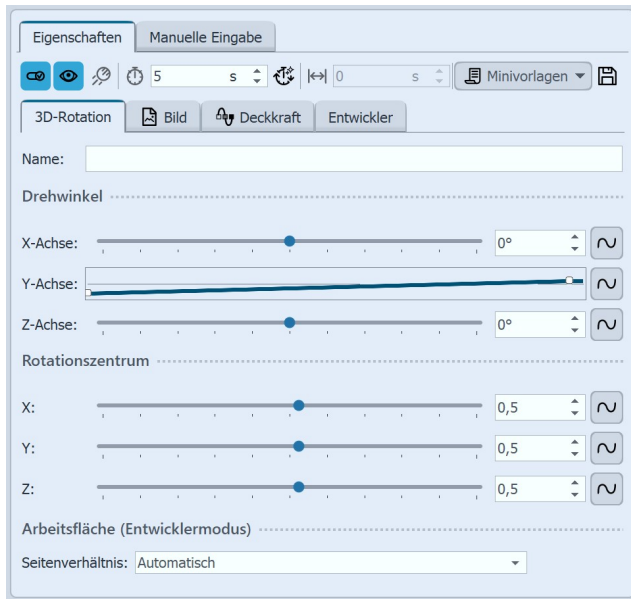 Eigenschaften Manuelle Eingabe
5 s 0 s Minivorlagen
3D-Rotation Bild Deckkraft Entwickler
Name:
Drehwinkel
X-Achse: 0°
Y-Achse:
Z-Achse: 0°
Rotationszentrum
X: 0,5
Y: 0,5
Z: 0,5
Arbeitsfläche (Entwicklermodus)
Seitenverhältnis: Automatisch